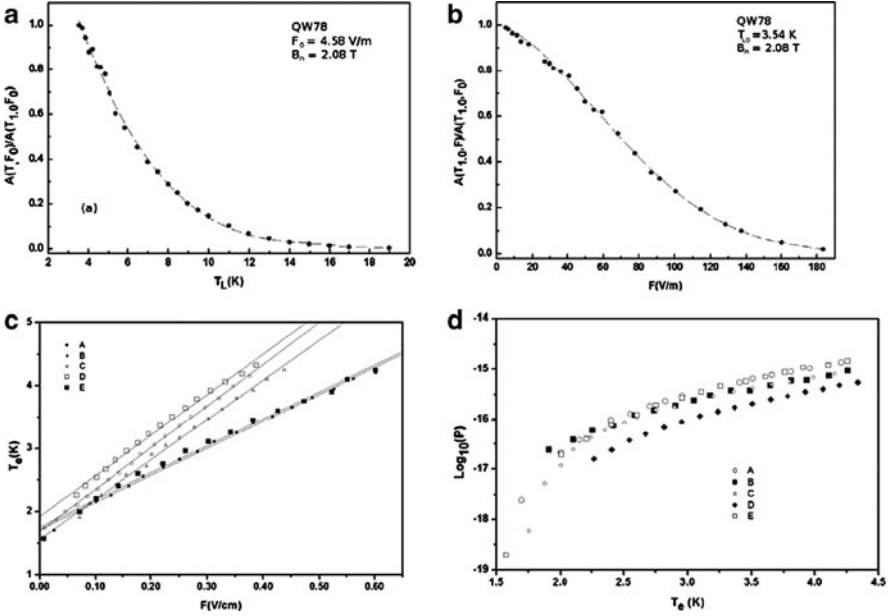 a
QW78
F₀ = 4.58 V/m
Bₙ = 2.08 T
A(T,F₀)/A(T₁.₀F₀)
1.0
0.8
0.6
0.4
0.2
0.0
(a)
2 4 6 8 10 12 14 16 18 20
T_L(K)
b
QW78
T_L₀ =3.54 K
Bₙ = 2.08 T
A(T₁.₀,F)/A(T₁.₀,F₀)
1.0
0.8
0.6
0.4
0.2
0.0
0 20 40 60 80 100 120 140 160 180
F(V/m)
c
A
B
C
D
E
Tₑ(K)
5
4
3
2
1
0.00 0.10 0.20 0.30 0.40 0.50 0.60
F(V/cm)
d
Log₁₀(P)
-14
-15
-16
-17
-18
-19
A
B
C
D
E
1.5 2.0 2.5 3.0 3.5 4.0 4.5
Tₑ (K)